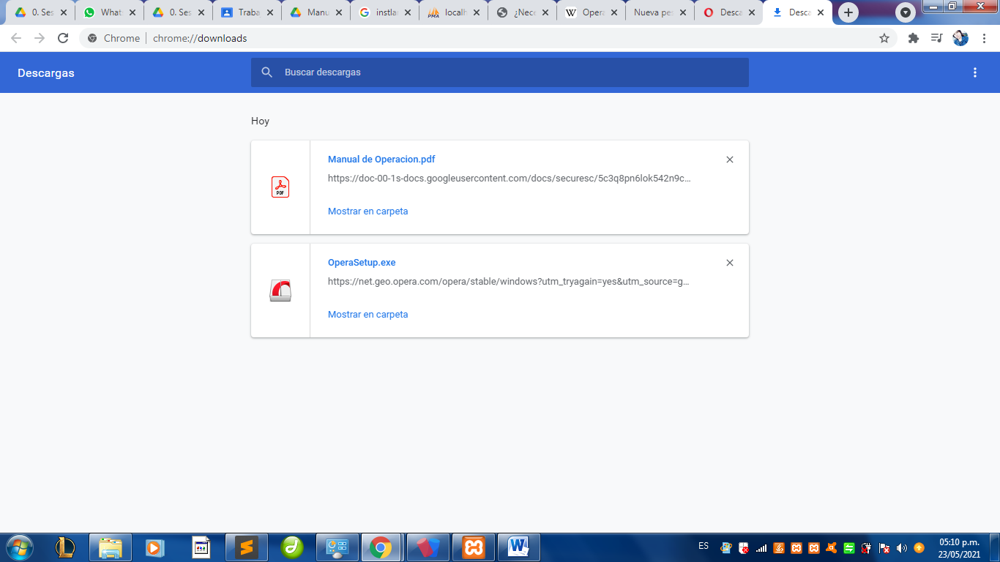 0. Ses
What
0. Ses
Traba
Manu
instla
localh
¿Nece
Opera
Nueva pes
Desca
Desca
Chrome
chrome://downloads
Descargas
Buscar descargas
Hoy
Manual de Operacion.pdf
https://doc-00-1s-docs.googleusercontent.com/docs/securesc/5c3q8pn6lok542n9c…
PDF
Mostrar en carpeta
OperaSetup.exe
https://net.geo.opera.com/opera/stable/windows?utm_tryagain=yes&utm_source=g…
Mostrar en carpeta
ES
05:10 p.m.
23/05/2021